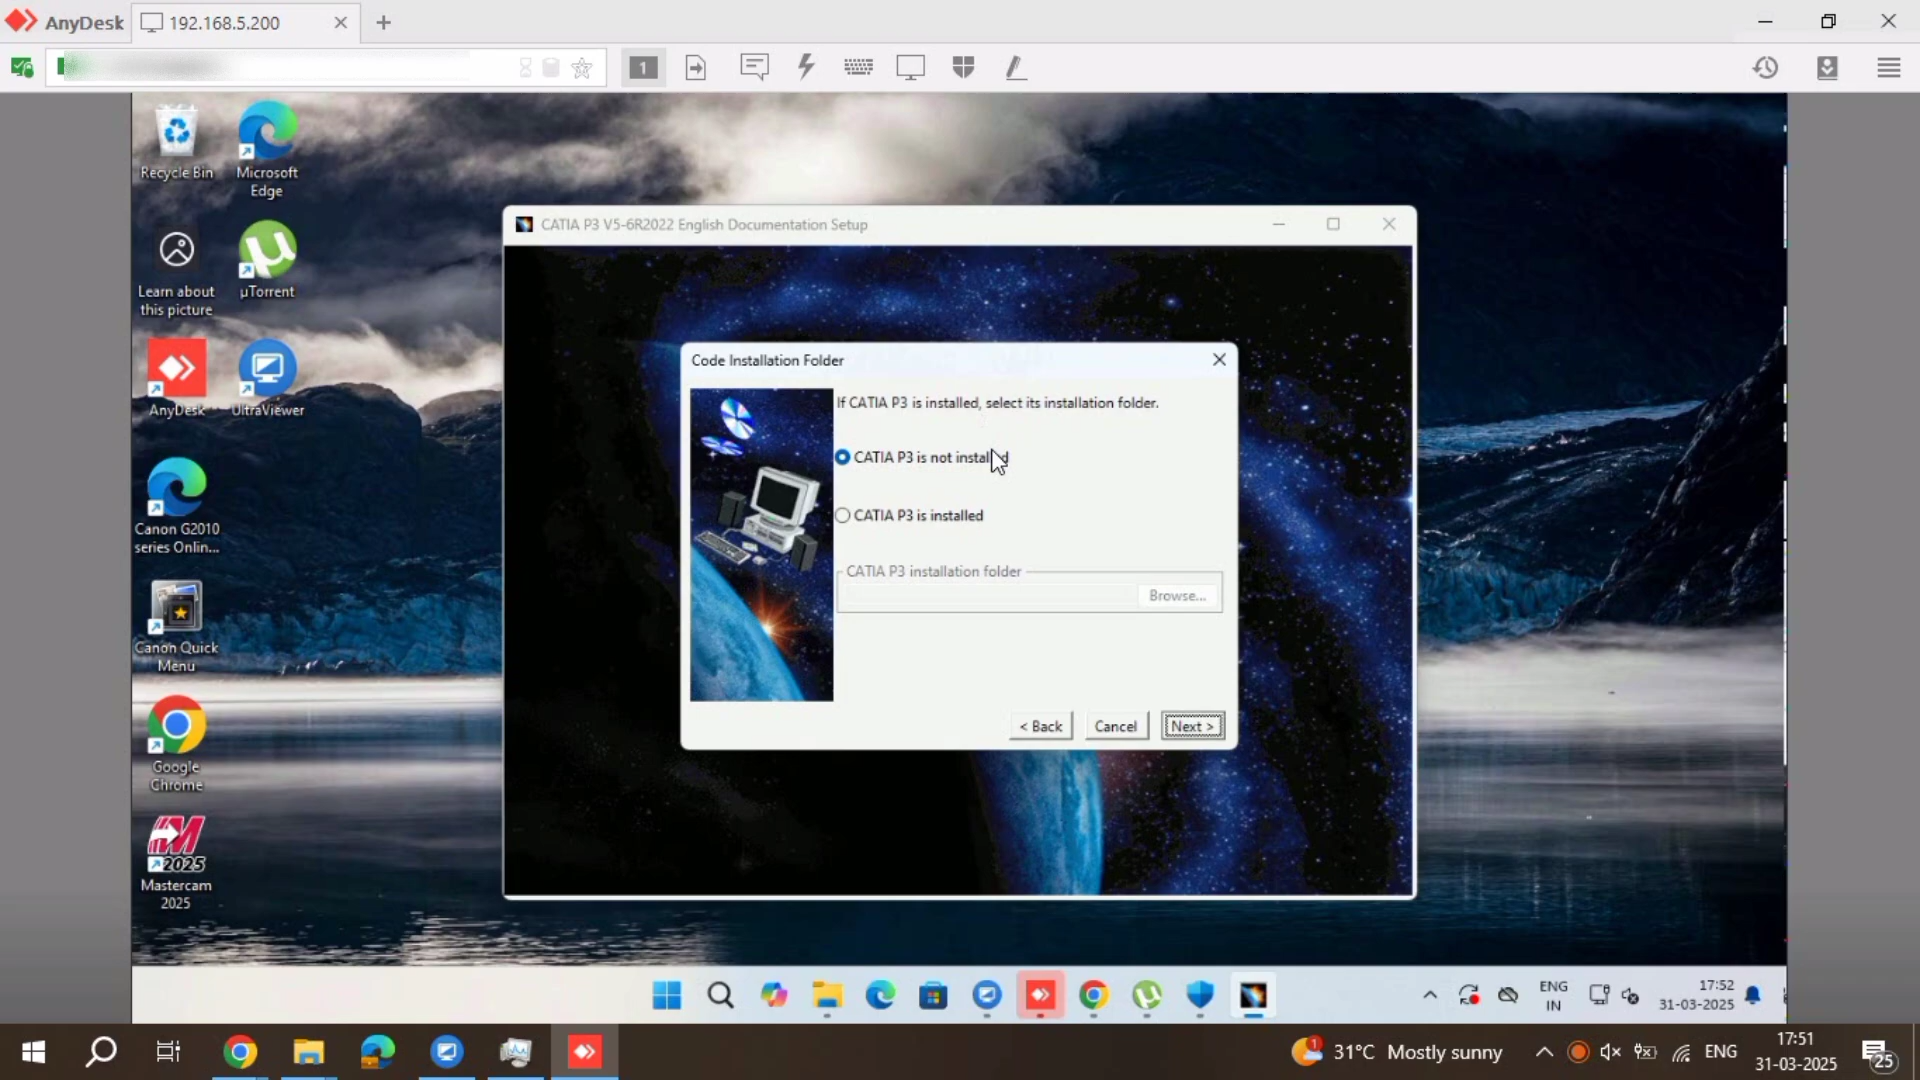 AnyDesk
192.168.5.200
1
Recycle Bin
Microsoft
Edge
Learn about
this picture
µTorrent
AnyDesk
UltraViewer
Canon G2010
series Onlin...
Canon Quick
Menu
Google
Chrome
2025
Mastercam
2025
CATIA P3 V5-6R2022 English Documentation Setup
Code Installation Folder
If CATIA P3 is installed, select its installation folder.
CATIA P3 is not installed
CATIA P3 is installed
CATIA P3 installation folder
Browse...
< Back
Cancel
Next >
ENG
IN
17:52
31-03-2025
1
31°C Mostly sunny
ENG
17:51
31-03-2025
25